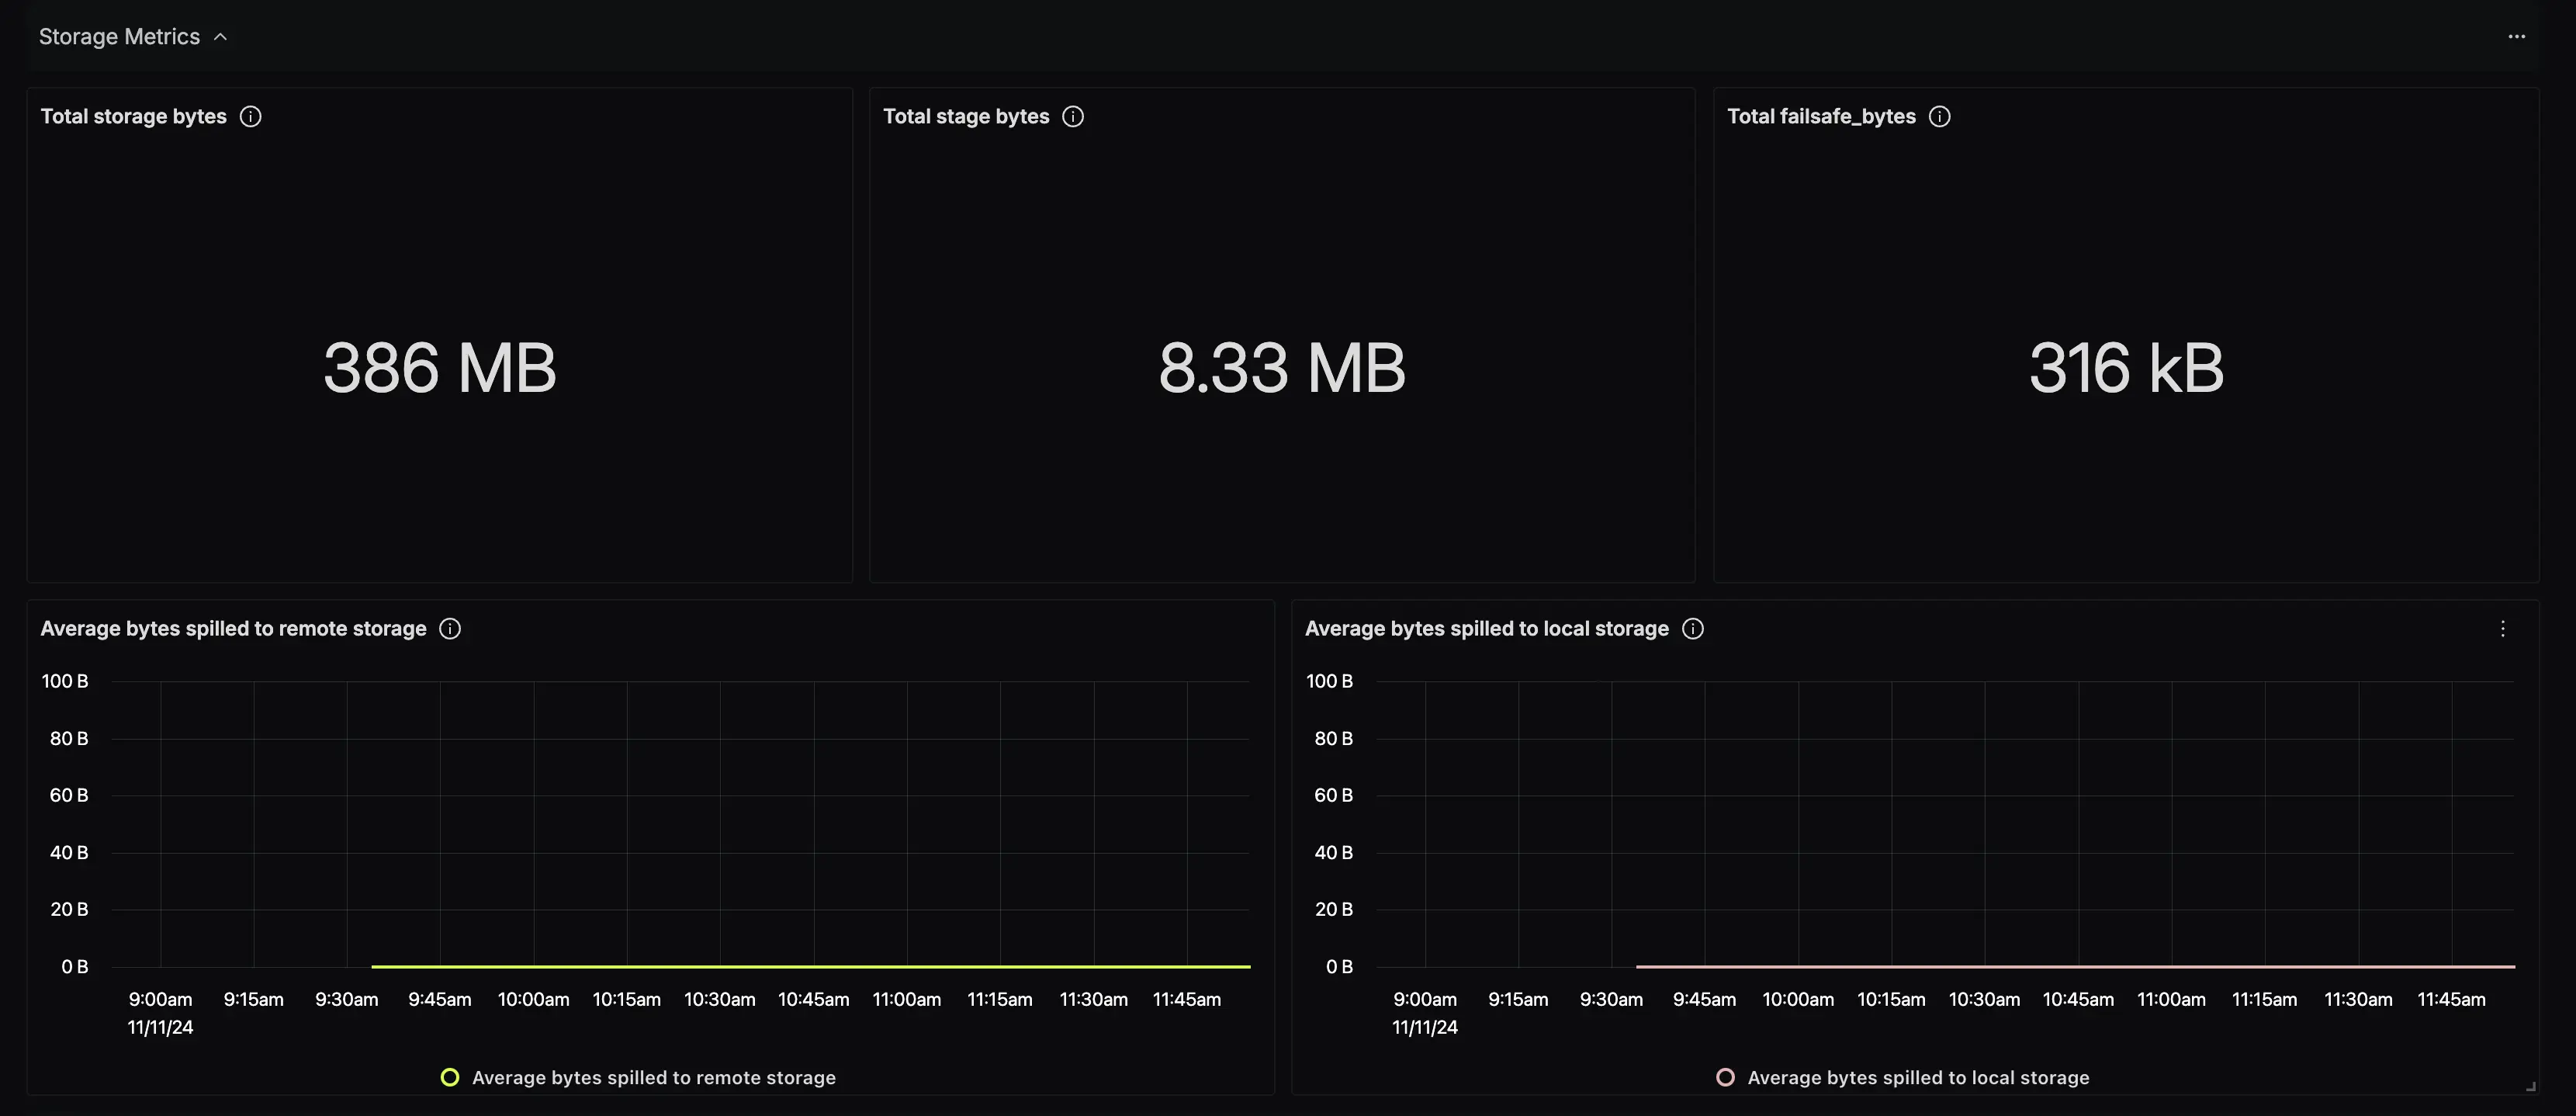 Storage Metrics
Total storage bytes
386 MB
Total stage bytes
8.33 MB
Total failsafe_bytes
316 kB
Average bytes spilled to remote storage
100 B
80 B
60 B
40 B
20 B
0 B
9:00am 9:15am 9:30am 9:45am 10:00am 10:15am 10:30am 10:45am 11:00am 11:15am 11:30am 11:45am
11/11/24
Average bytes spilled to remote storage
Average bytes spilled to local storage
100 B
80 B
60 B
40 B
20 B
0 B
9:00am 9:15am 9:30am 9:45am 10:00am 10:15am 10:30am 10:45am 11:00am 11:15am 11:30am 11:45am
11/11/24
Average bytes spilled to local storage